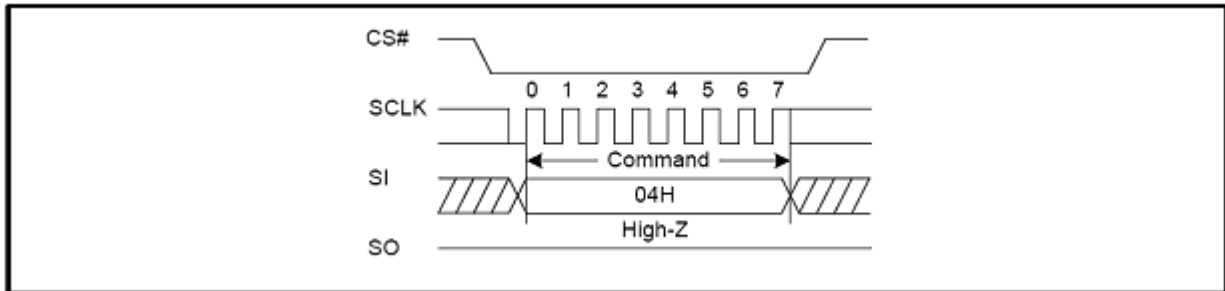 CS#
0 1 2 3 4 5 6 7
SCLK
Command
SI
04H
High-Z
SO